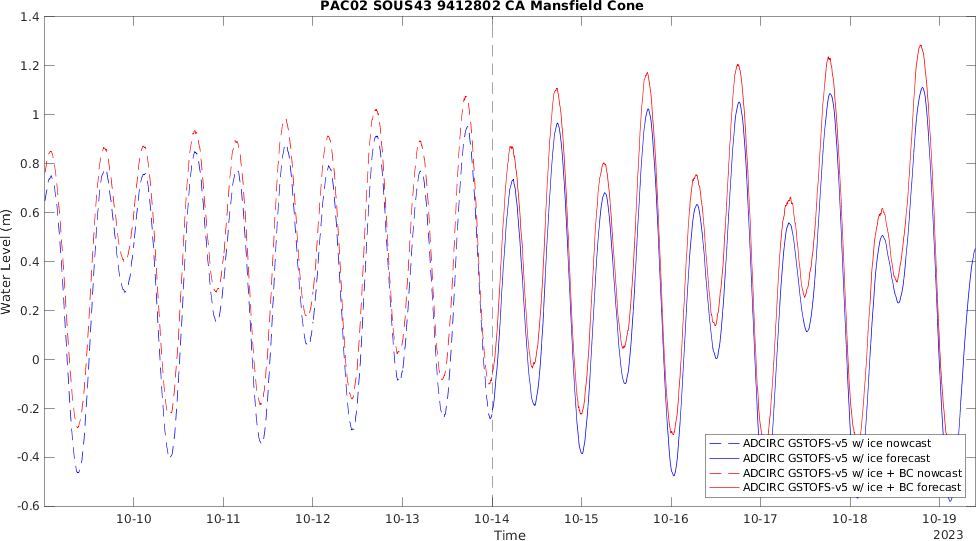 PAC02 SOUS43 9412802 CA Mansfield Cone
1.4
1.2
1
0.8
0.6
0.4
0.2
0
-0.2
-0.4
-0.6
Water Level (m)
ADCIRC GSTOFS-v5 w/ ice nowcast
ADCIRC GSTOFS-v5 w/ ice forecast
ADCIRC GSTOFS-v5 w/ ice + BC nowcast
ADCIRC GSTOFS-v5 w/ ice + BC forecast
10-10 10-11 10-12 10-13 10-14 10-15 10-16 10-17 10-18 10-19
Time
2023